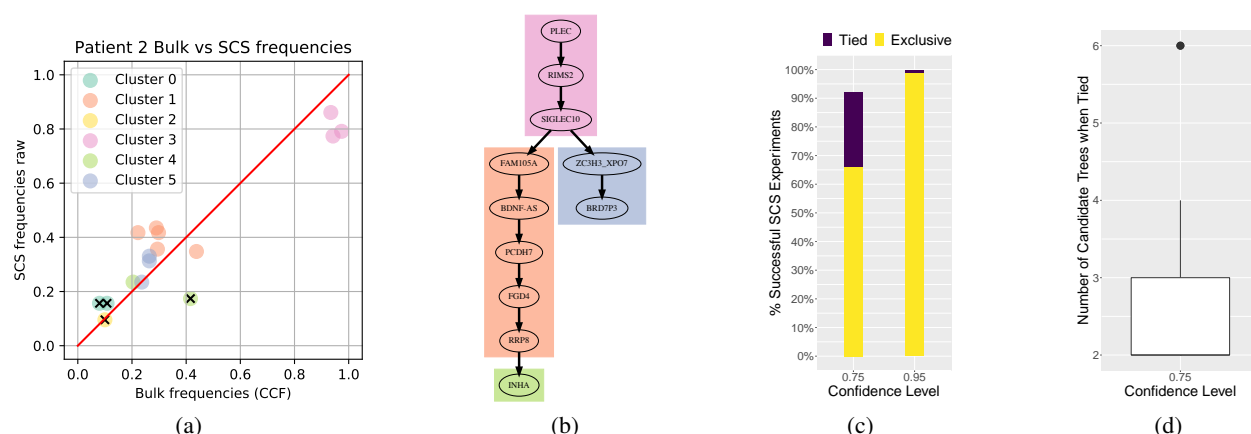 Patient 2 Bulk vs SCS frequencies
SCS frequencies raw
1.0
0.8
0.6
0.4
0.2
0.0
Cluster 0
Cluster 1
Cluster 2
Cluster 3
Cluster 4
Cluster 5
0.0 0.2 0.4 0.6 0.8 1.0
Bulk frequencies (CCF)
(a)
PLEC
RIMS2
SIGLEC10
FAM105A ZC3H3_XPO7
BDNF-AS BRD7P3
PCDH7
FGD4
RRP8
INHA
(b)
Tied Exclusive
% Successful SCS Experiments
100%
90%
80%
70%
60%
50%
40%
30%
20%
10%
0%
0.75 0.95
Confidence Level
(c)
Number of Candidate Trees when Tied
6
5
4
3
2
0.75
Confidence Level
(d)